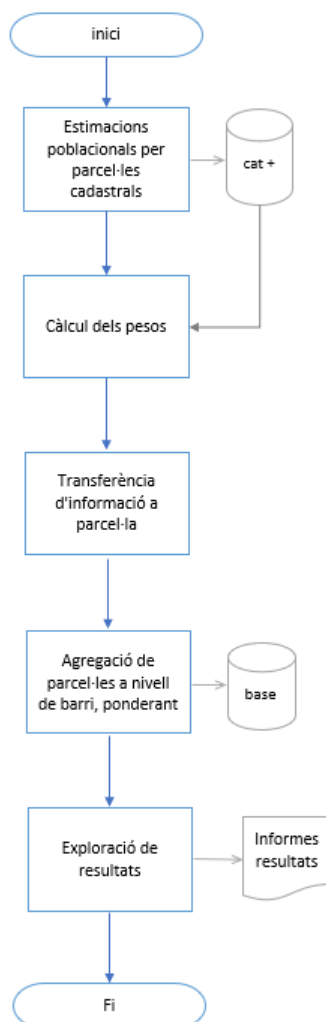 inici
Estimacions
poblacionals per
parcel·les
cadastrals
cat +
Càlcul dels pesos
Transferència
d'informació a
parcel·la
Agregació de
parcel·les a nivell
de barri, ponderant
base
Exploració de
resultats
Informes
resultats
Fi